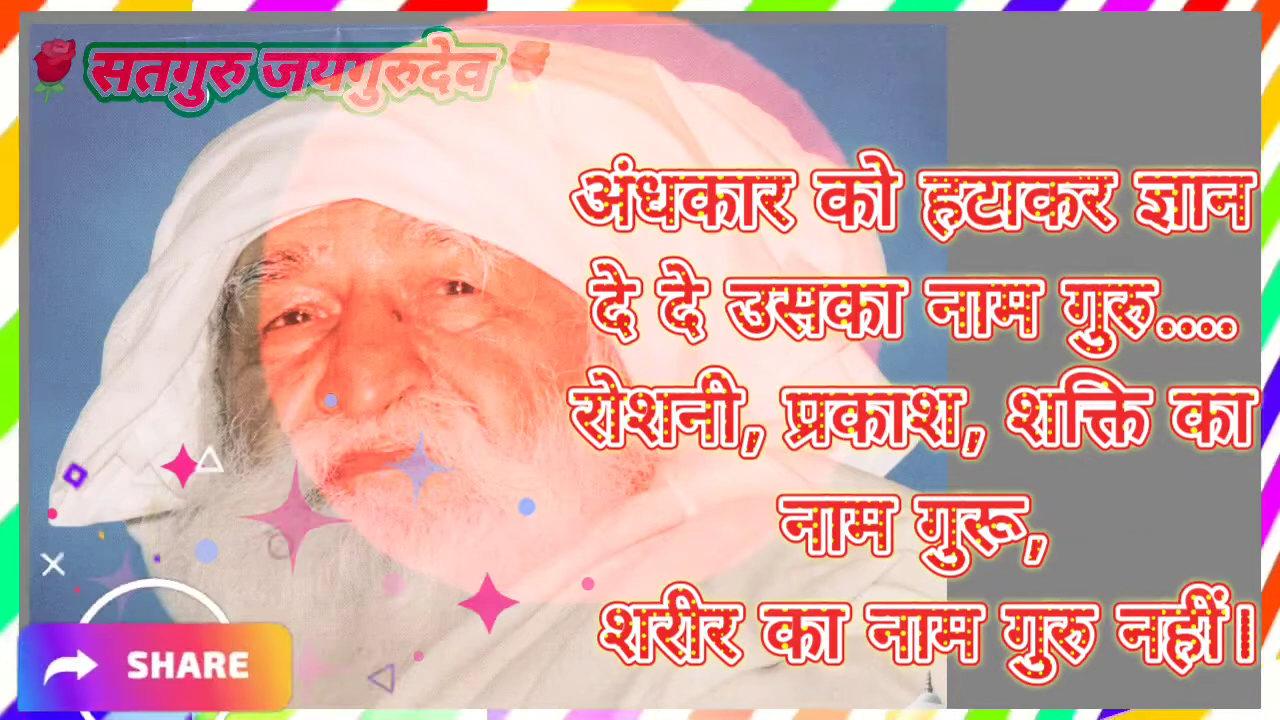 सतगुरु जयगुरुदेव
अंधकार को हटाकर ज्ञान
दे दे उसका नाम गुरु....
रोशनी, प्रकाश, शक्ति का
नाम गुरू,
शरीर का नाम गुरु नहीं।
SHARE